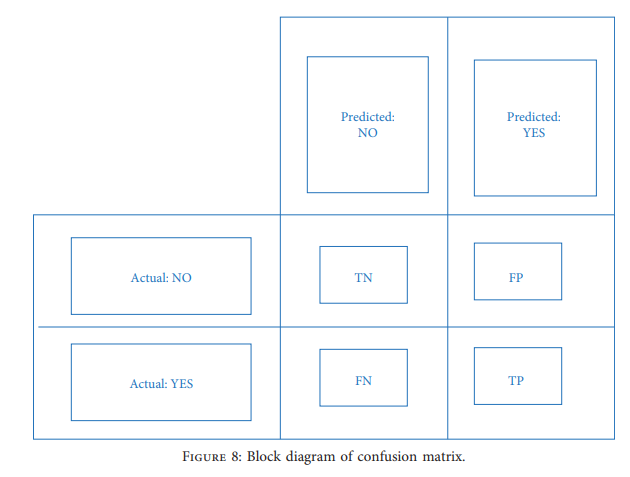 Predicted:
NO
Predicted:
YES
Actual: NO
TN
FP
Actual: YES
FN
TP
Figure 8: Block diagram of confusion matrix.